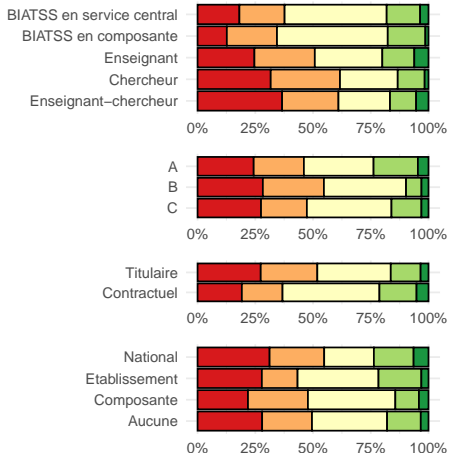 BIATSS en service central
BIATSS en composante
Enseignant
Chercheur
Enseignant−chercheur
0% 25% 50% 75% 100%
A
B
C
0% 25% 50% 75% 100%
Titulaire
Contractuel
0% 25% 50% 75% 100%
National
Etablissement
Composante
Aucune
0% 25% 50% 75% 100%